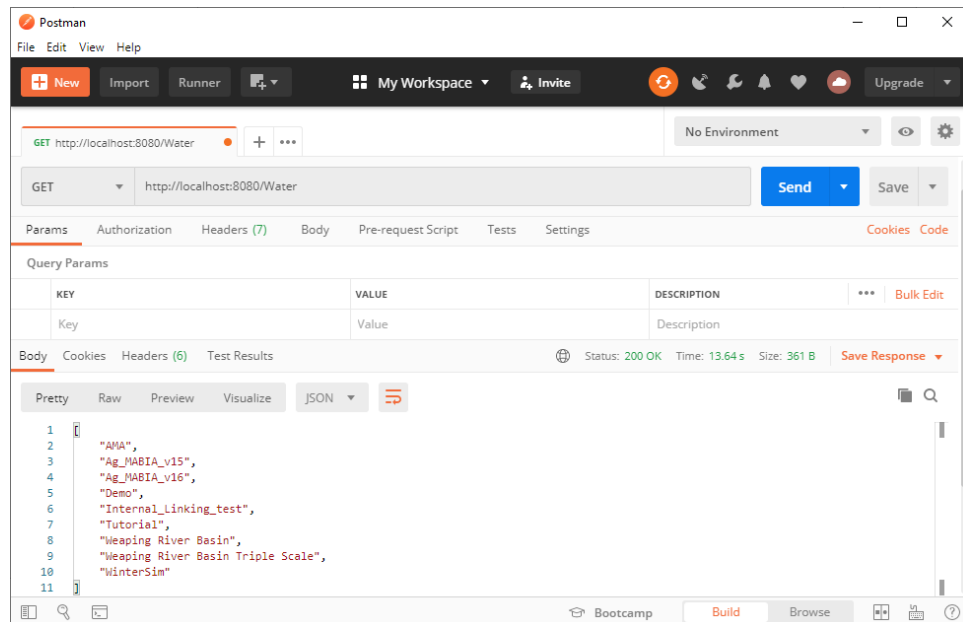 Postman
File Edit View Help
New Import Runner My Workspace Invite Upgrade
GET http://localhost:8080/Water No Environment
GET http://localhost:8080/Water Send Save
Params Authorization Headers (7) Body Pre-request Script Tests Settings Cookies Code
Query Params
KEY VALUE DESCRIPTION Bulk Edit
Key Value Description
Body Cookies Headers (6) Test Results Status: 200 OK Time: 13.64 s Size: 361 B Save Response
Pretty Raw Preview Visualize JSON
1 [
2 "AMA",
3 "Ag_MABIA_v15",
4 "Ag_MABIA_v16",
5 "Demo",
6 "Internal_Linking_test",
7 "Tutorial",
8 "Weaping River Basin",
9 "Weaping River Basin Triple Scale",
10 "WinterSim"
11 ]
Bootcamp Build Browse